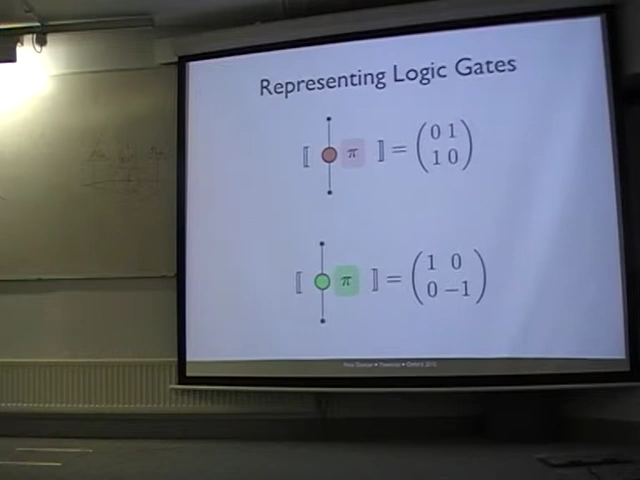 Representing Logic Gates
⟦ π ⟧ = (0 1
1 0)
⟦ π ⟧ = (1 0
0 −1)